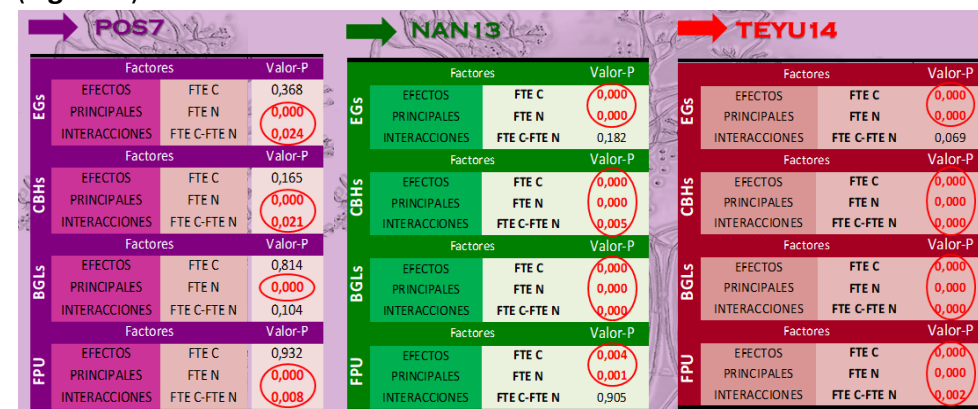 POS7
Factores Valor-P
EGs
EFECTOS FTE C 0,368
PRINCIPALES FTE N 0,000
INTERACCIONES FTE C-FTE N 0,024
Factores Valor-P
CBHs
EFECTOS FTE C 0,165
PRINCIPALES FTE N 0,000
INTERACCIONES FTE C-FTE N 0,021
Factores Valor-P
BGLs
EFECTOS FTE C 0,814
PRINCIPALES FTE N 0,000
INTERACCIONES FTE C-FTE N 0,104
Factores Valor-P
FPU
EFECTOS FTE C 0,932
PRINCIPALES FTE N 0,000
INTERACCIONES FTE C-FTE N 0,008
NAN13
Factores Valor-P
EGs
EFECTOS FTE C 0,000
PRINCIPALES FTE N 0,000
INTERACCIONES FTE C-FTE N 0,182
Factores Valor-P
CBHs
EFECTOS FTE C 0,000
PRINCIPALES FTE N 0,000
INTERACCIONES FTE C-FTE N 0,005
Factores Valor-P
BGLs
EFECTOS FTE C 0,000
PRINCIPALES FTE N 0,000
INTERACCIONES FTE C-FTE N 0,000
Factores Valor-P
FPU
EFECTOS FTE C 0,004
PRINCIPALES FTE N 0,001
INTERACCIONES FTE C-FTE N 0,905
TEYU14
Factores Valor-P
EGs
EFECTOS FTE C 0,000
PRINCIPALES FTE N 0,000
INTERACCIONES FTE C-FTE N 0,069
Factores Valor-P
CBHs
EFECTOS FTE C 0,000
PRINCIPALES FTE N 0,000
INTERACCIONES FTE C-FTE N 0,000
Factores Valor-P
BGLs
EFECTOS FTE C 0,000
PRINCIPALES FTE N 0,000
INTERACCIONES FTE C-FTE N 0,000
Factores Valor-P
FPU
EFECTOS FTE C 0,000
PRINCIPALES FTE N 0,000
INTERACCIONES FTE C-FTE N 0,002